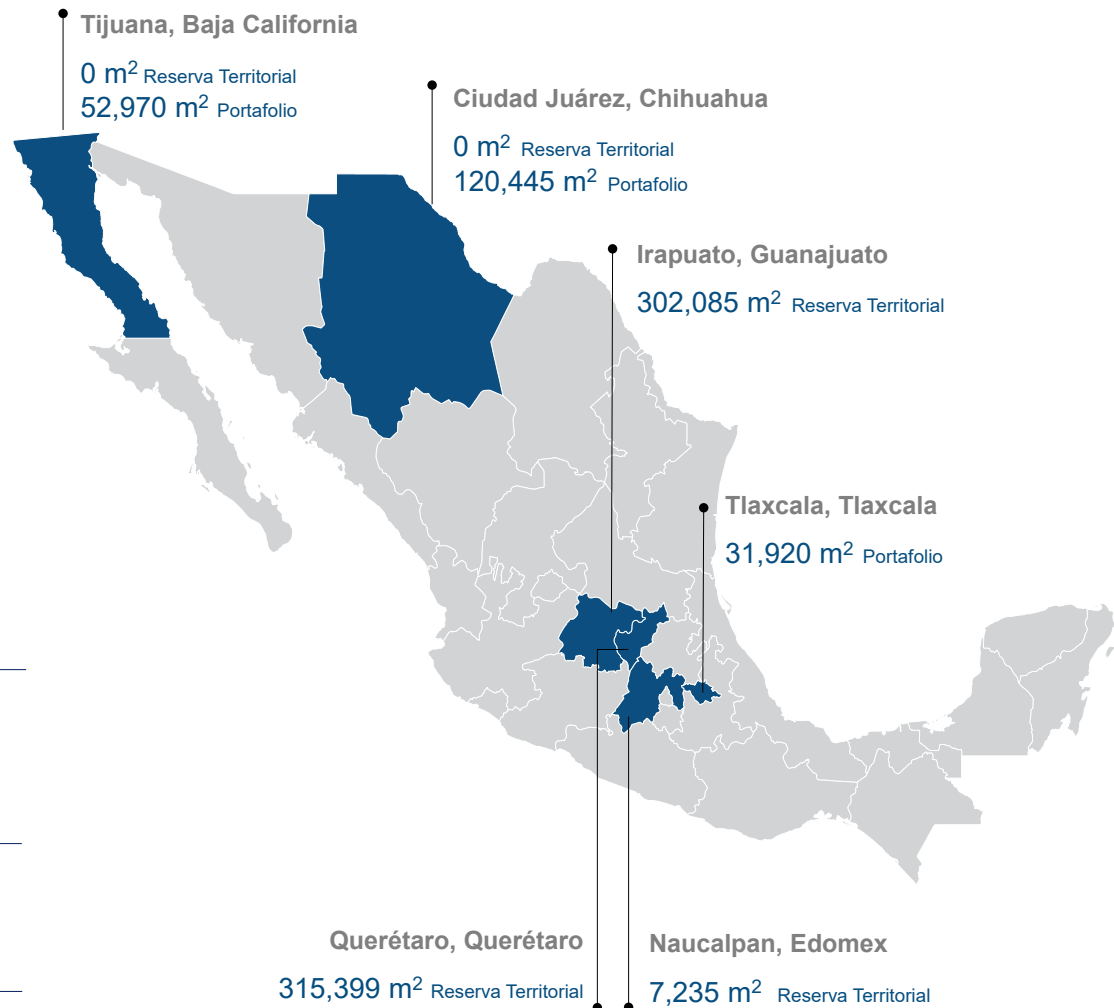 Tijuana, Baja California
0 m² Reserva Territorial
52,970 m² Portafolio
Ciudad Juárez, Chihuahua
0 m² Reserva Territorial
120,445 m² Portafolio
Irapuato, Guanajuato
302,085 m² Reserva Territorial
Tlaxcala, Tlaxcala
31,920 m² Portafolio
Querétaro, Querétaro
315,399 m² Reserva Territorial
Naucalpan, Edomex
7,235 m² Reserva Territorial